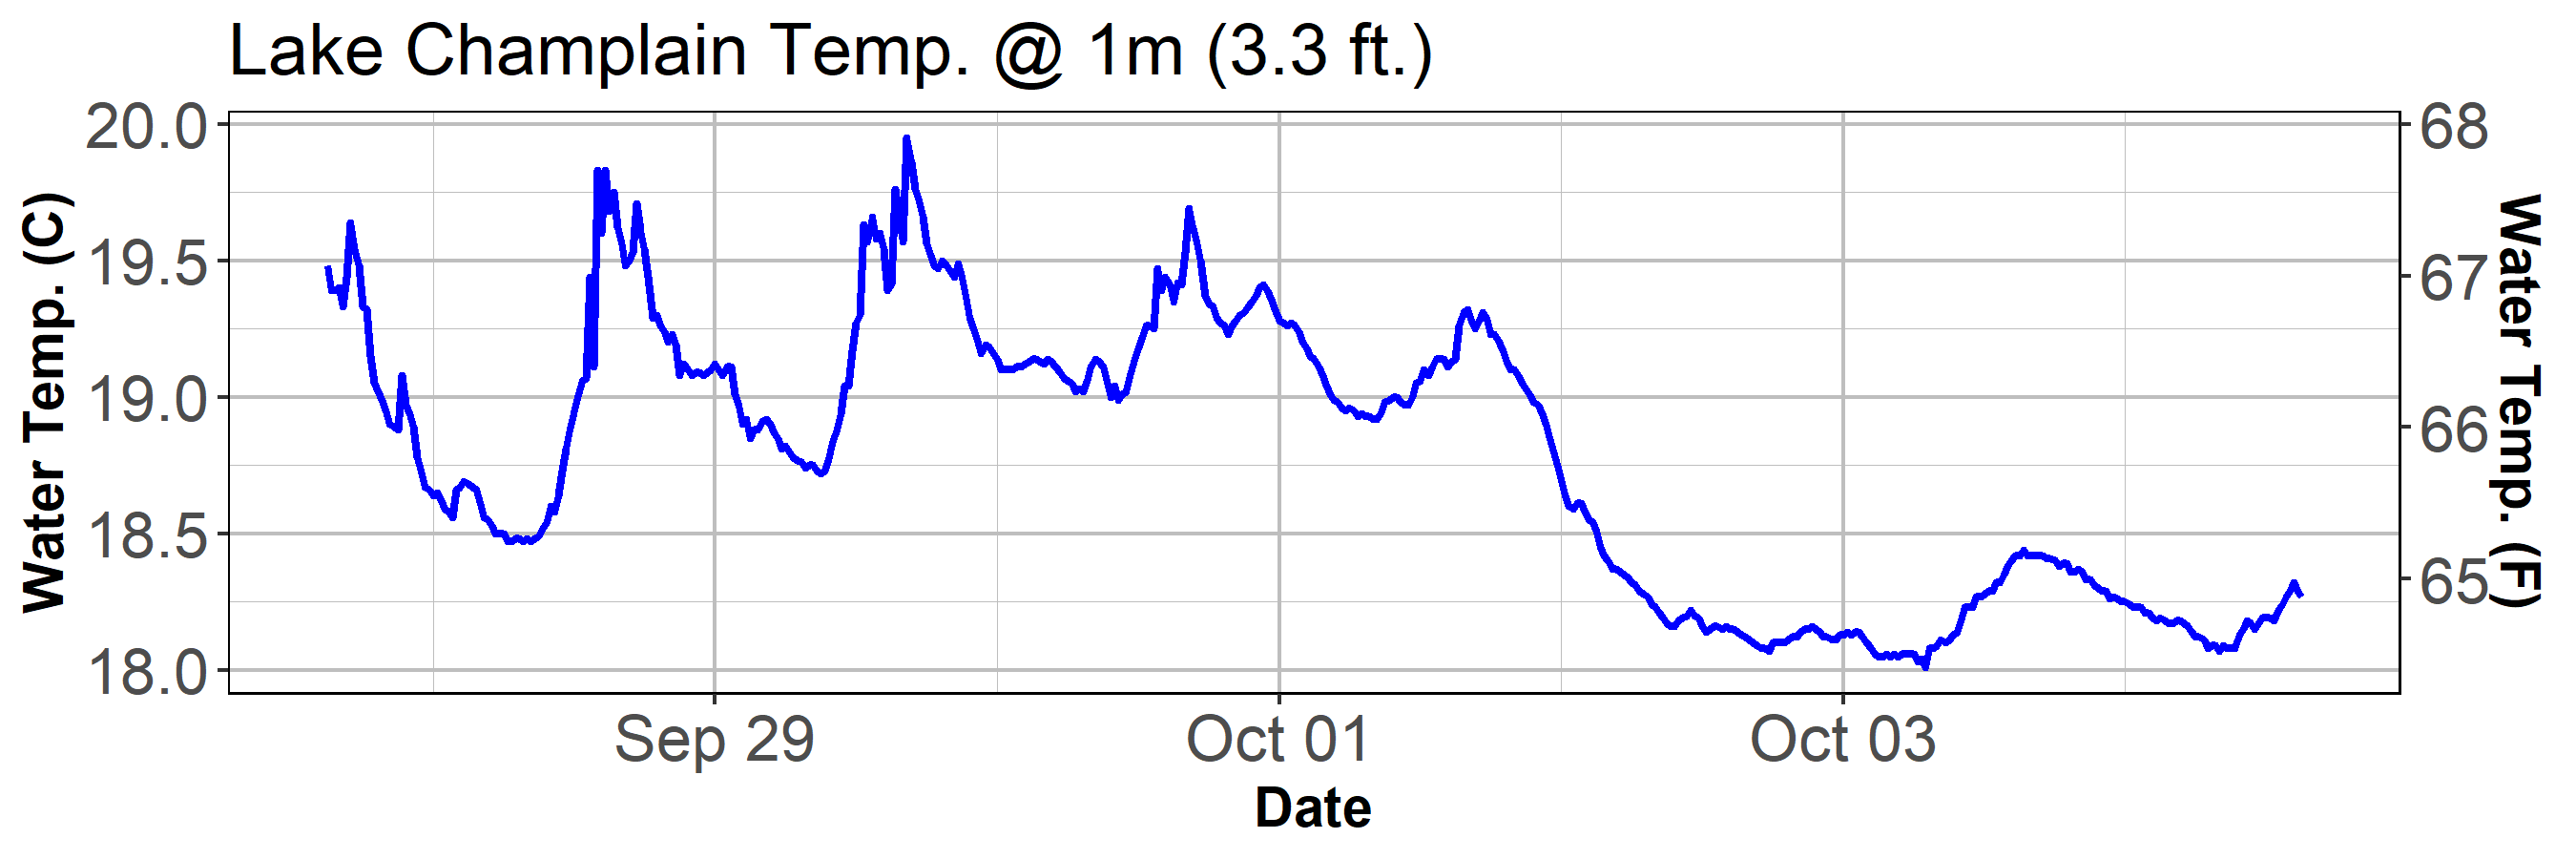 Lake Champlain Temp. @ 1m (3.3 ft.)
Water Temp. (C)
20.0
19.5
19.0
18.5
18.0
68
67
66
65
Water Temp. (F)
Sep 29
Oct 01
Oct 03
Date